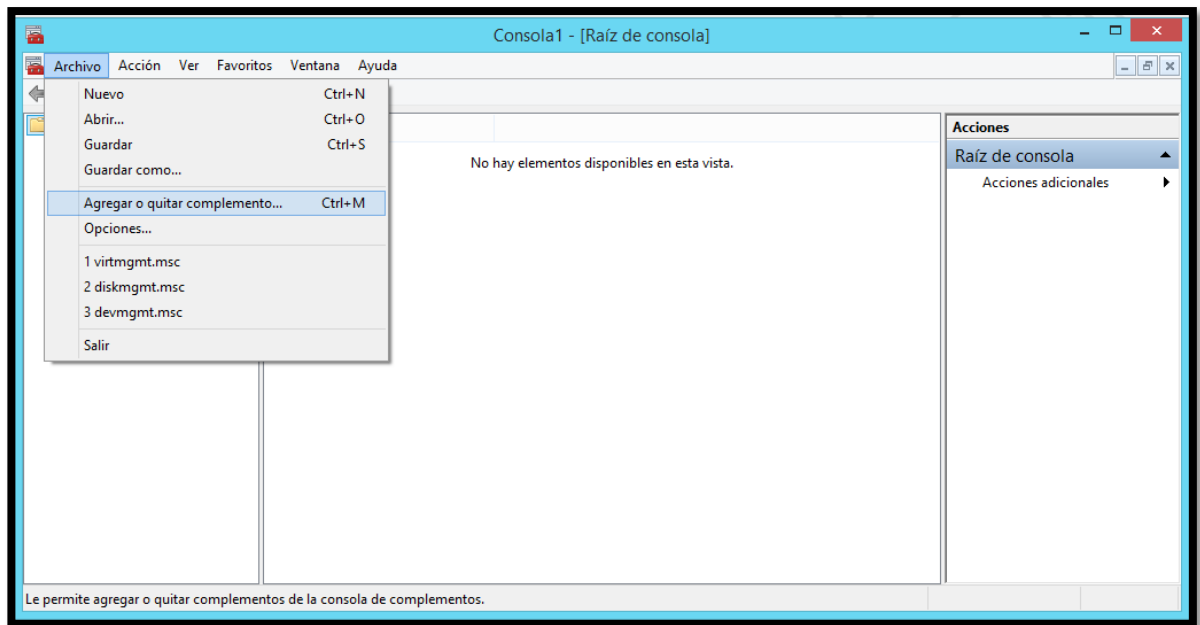 Consola1 - [Raíz de consola]
Archivo Acción Ver Favoritos Ventana Ayuda
Nuevo Ctrl+N
Abrir... Ctrl+O
Guardar Ctrl+S
Guardar como...
Agregar o quitar complemento... Ctrl+M
Opciones...
1 virtmgmt.msc
2 diskmgmt.msc
3 devmgmt.msc
Salir
No hay elementos disponibles en esta vista.
Acciones
Raíz de consola
Acciones adicionales
Le permite agregar o quitar complementos de la consola de complementos.